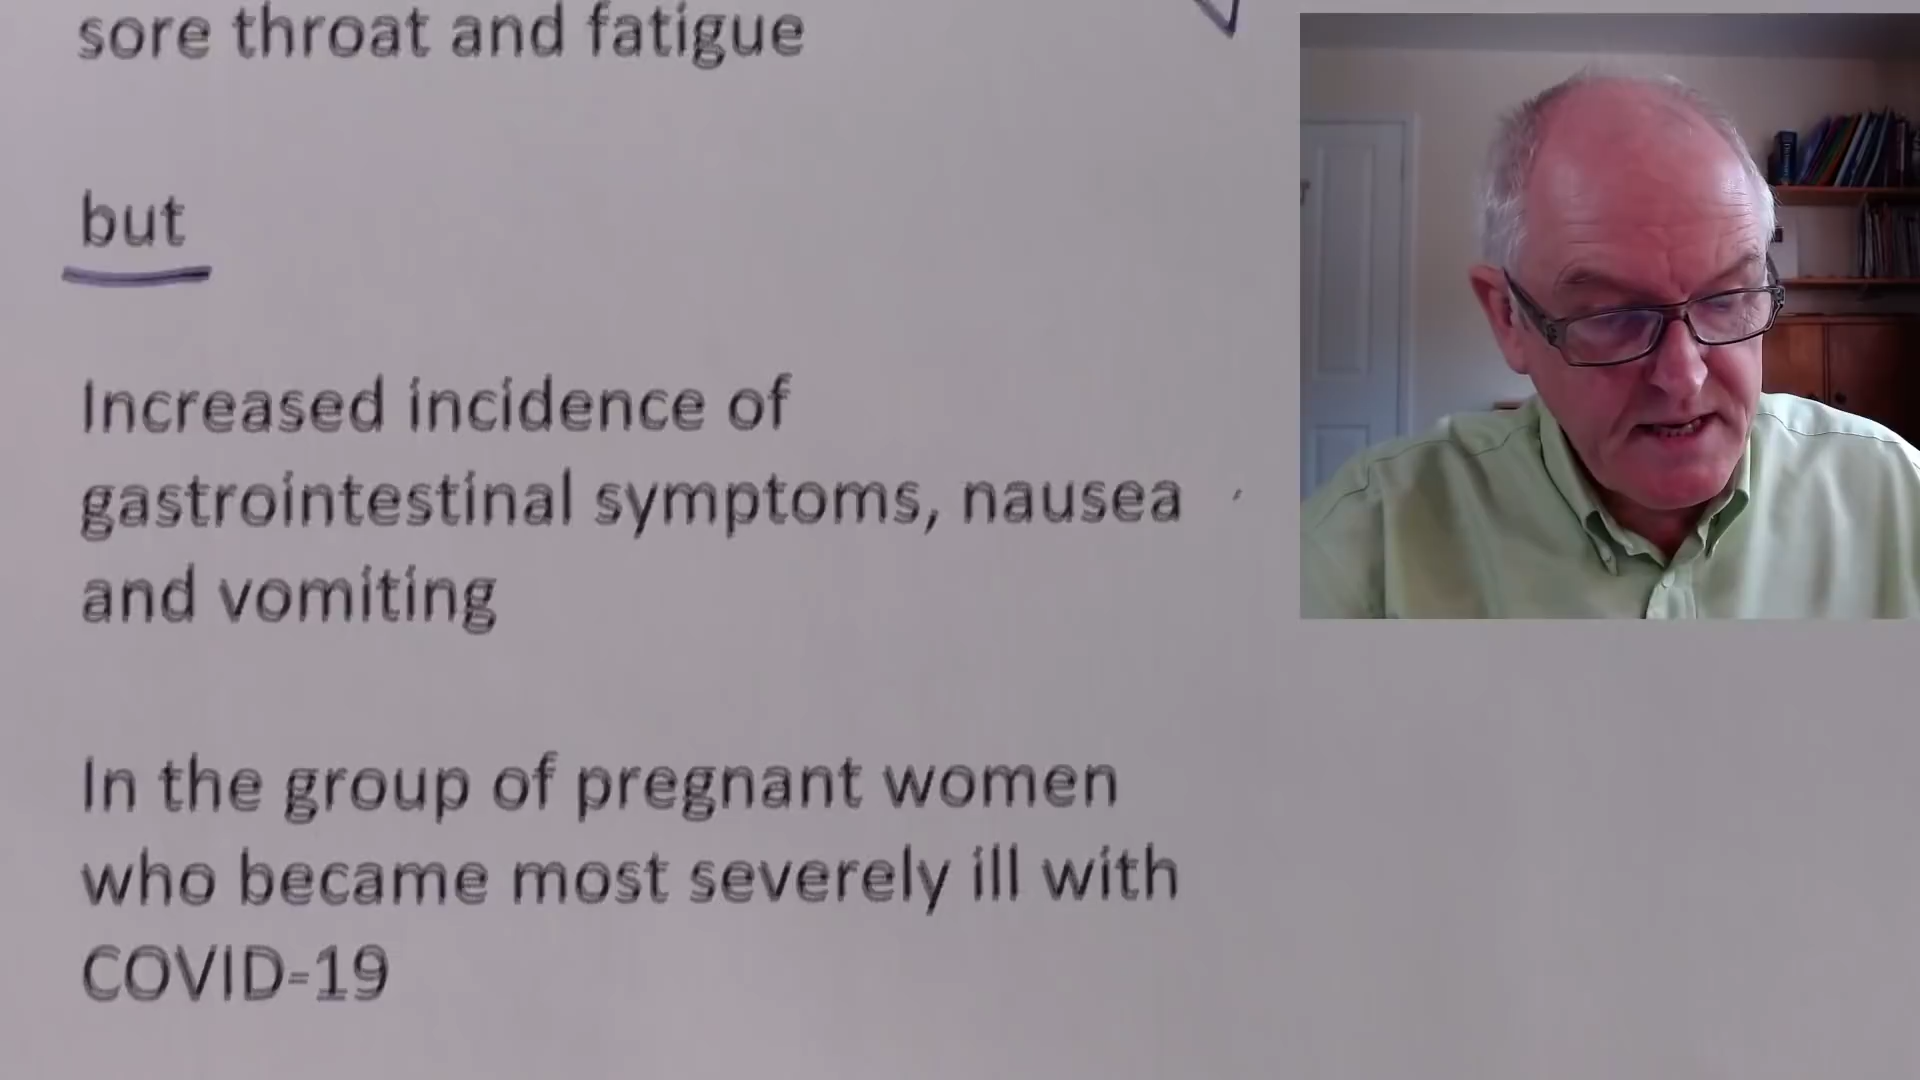 sore throat and fatigue
but
Increased incidence of
gastrointestinal symptoms, nausea
and vomiting
In the group of pregnant women
who became most severely ill with
COVID-19